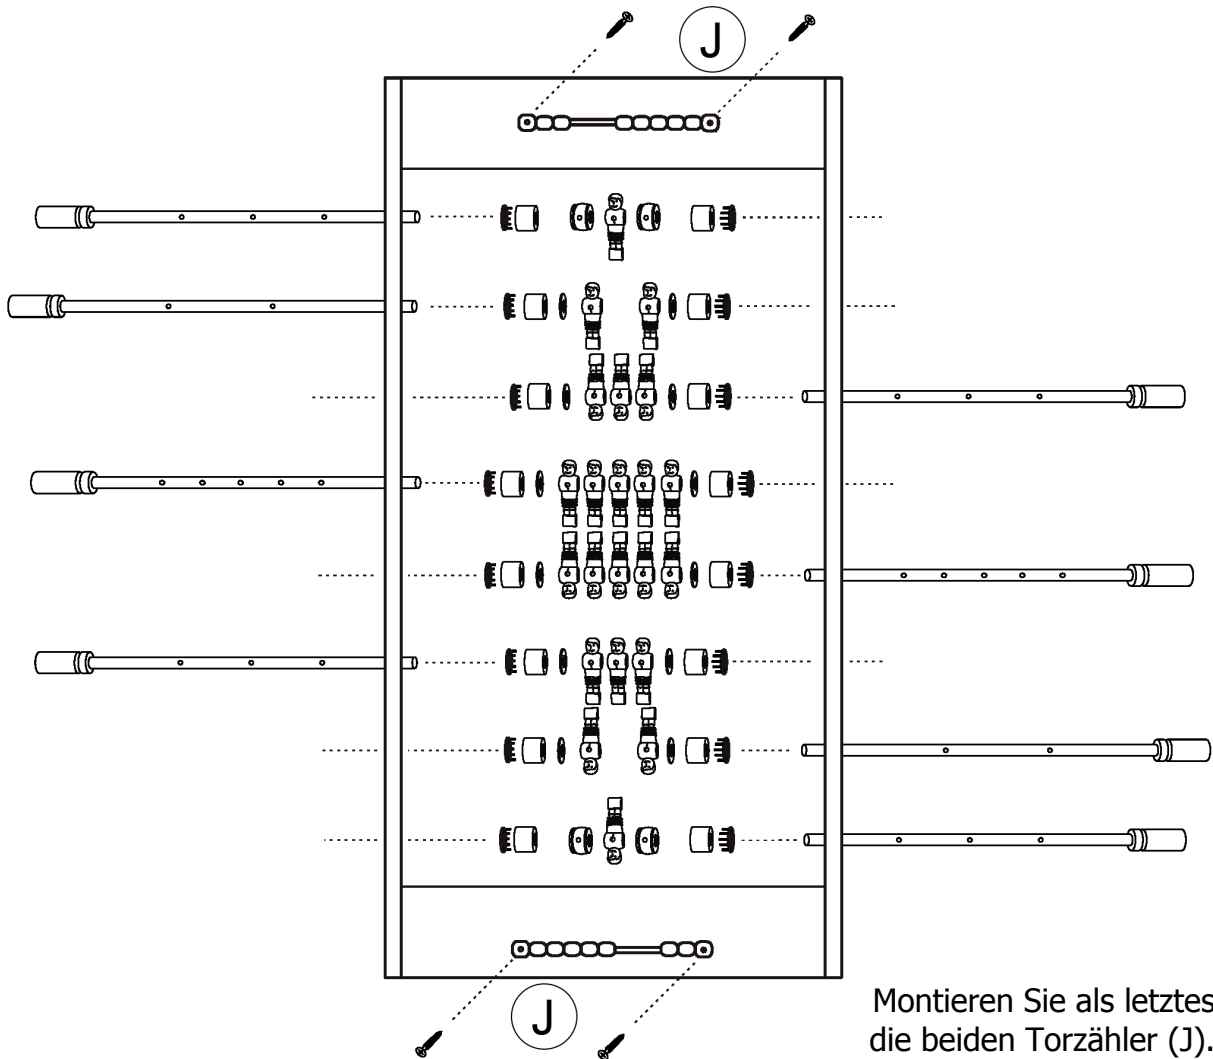 J
J
Montieren Sie als letztes
die beiden Torzähler (J).